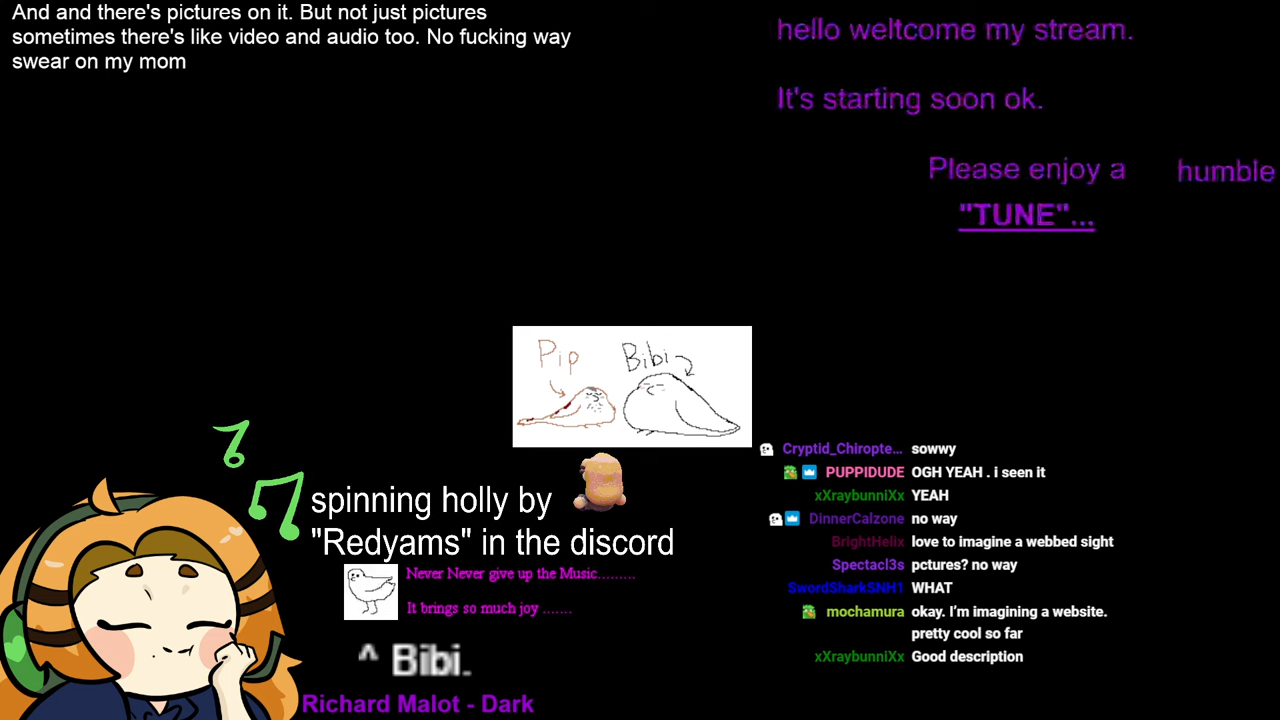 And and there's pictures on it. But not just pictures
sometimes there's like video and audio too. No fucking way
swear on my mom
hello weltcome my stream.
It's starting soon ok.
Please enjoy a humble
"TUNE"...
Pip
Bibi
spinning holly by
"Redyams" in the discord
Never Never give up the Music.........
It brings so much joy .......
^ Bibi.
Richard Malot - Dark
Cryptid_Chiropte... sowwy
PUPPIDUDE OGH YEAH . i seen it
xXraybunniXx YEAH
DinnerCalzone no way
BrightHelix love to imagine a webbed sight
Spectacl3s pctures? no way
SwordSharkSNH1 WHAT
mochamura okay. I'm imagining a website.
pretty cool so far
xXraybunniXx Good description